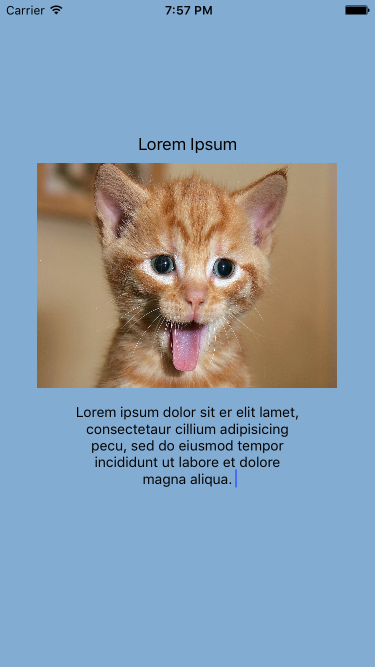 Carrier 7:57 PM
Lorem Ipsum
Lorem ipsum dolor sit er elit lamet,
consectetaur cillium adipisicing
pecu, sed do eiusmod tempor
incididunt ut labore et dolore
magna aliqua.